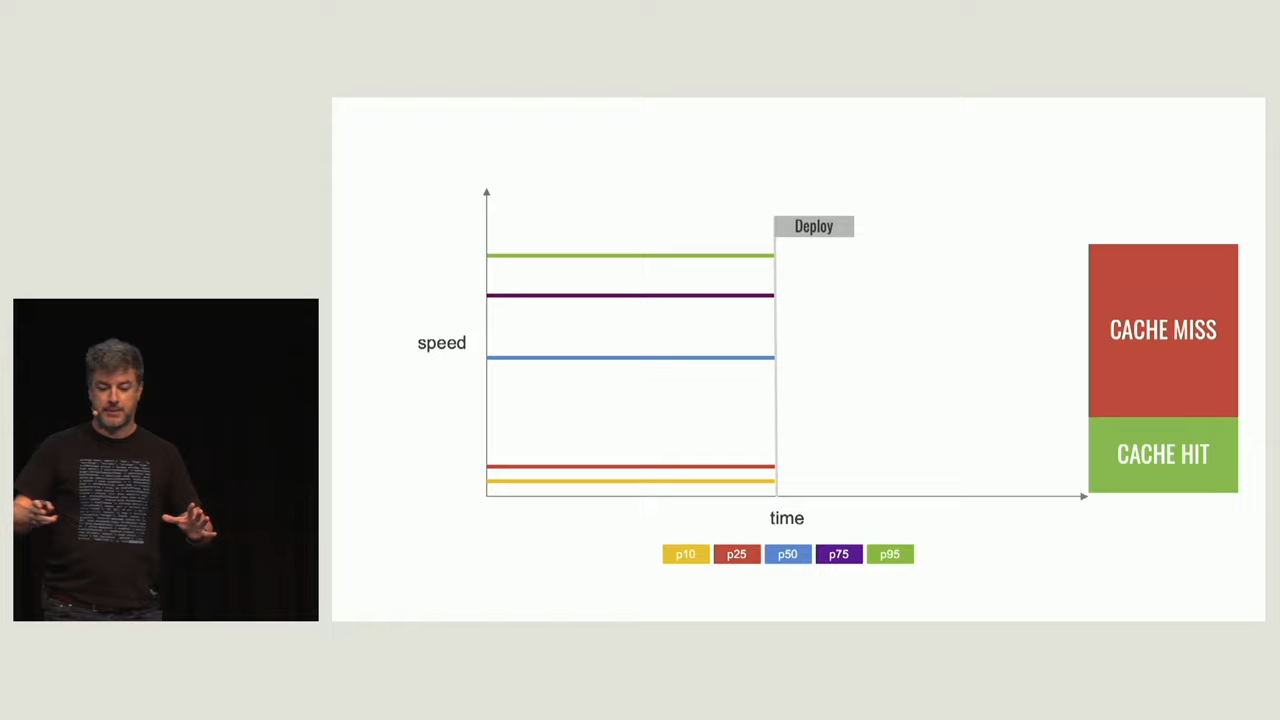 Deploy
speed
CACHE MISS
CACHE HIT
time
p10 p25 p50 p75 p95